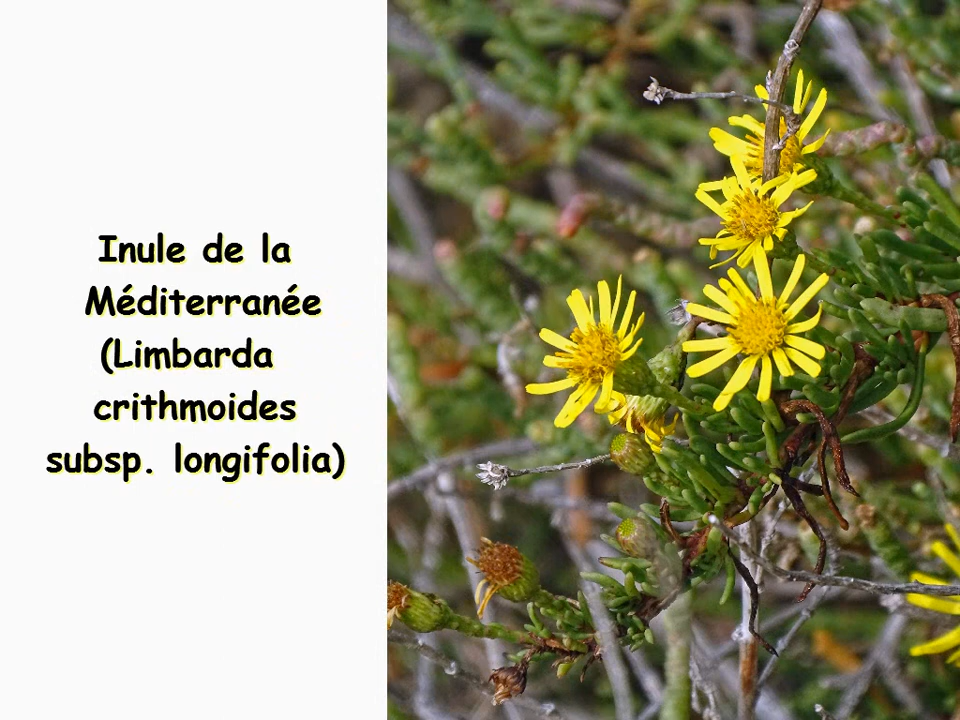 Inule de la
Méditerranée
(Limbarda
crithmoides
subsp. longifolia)